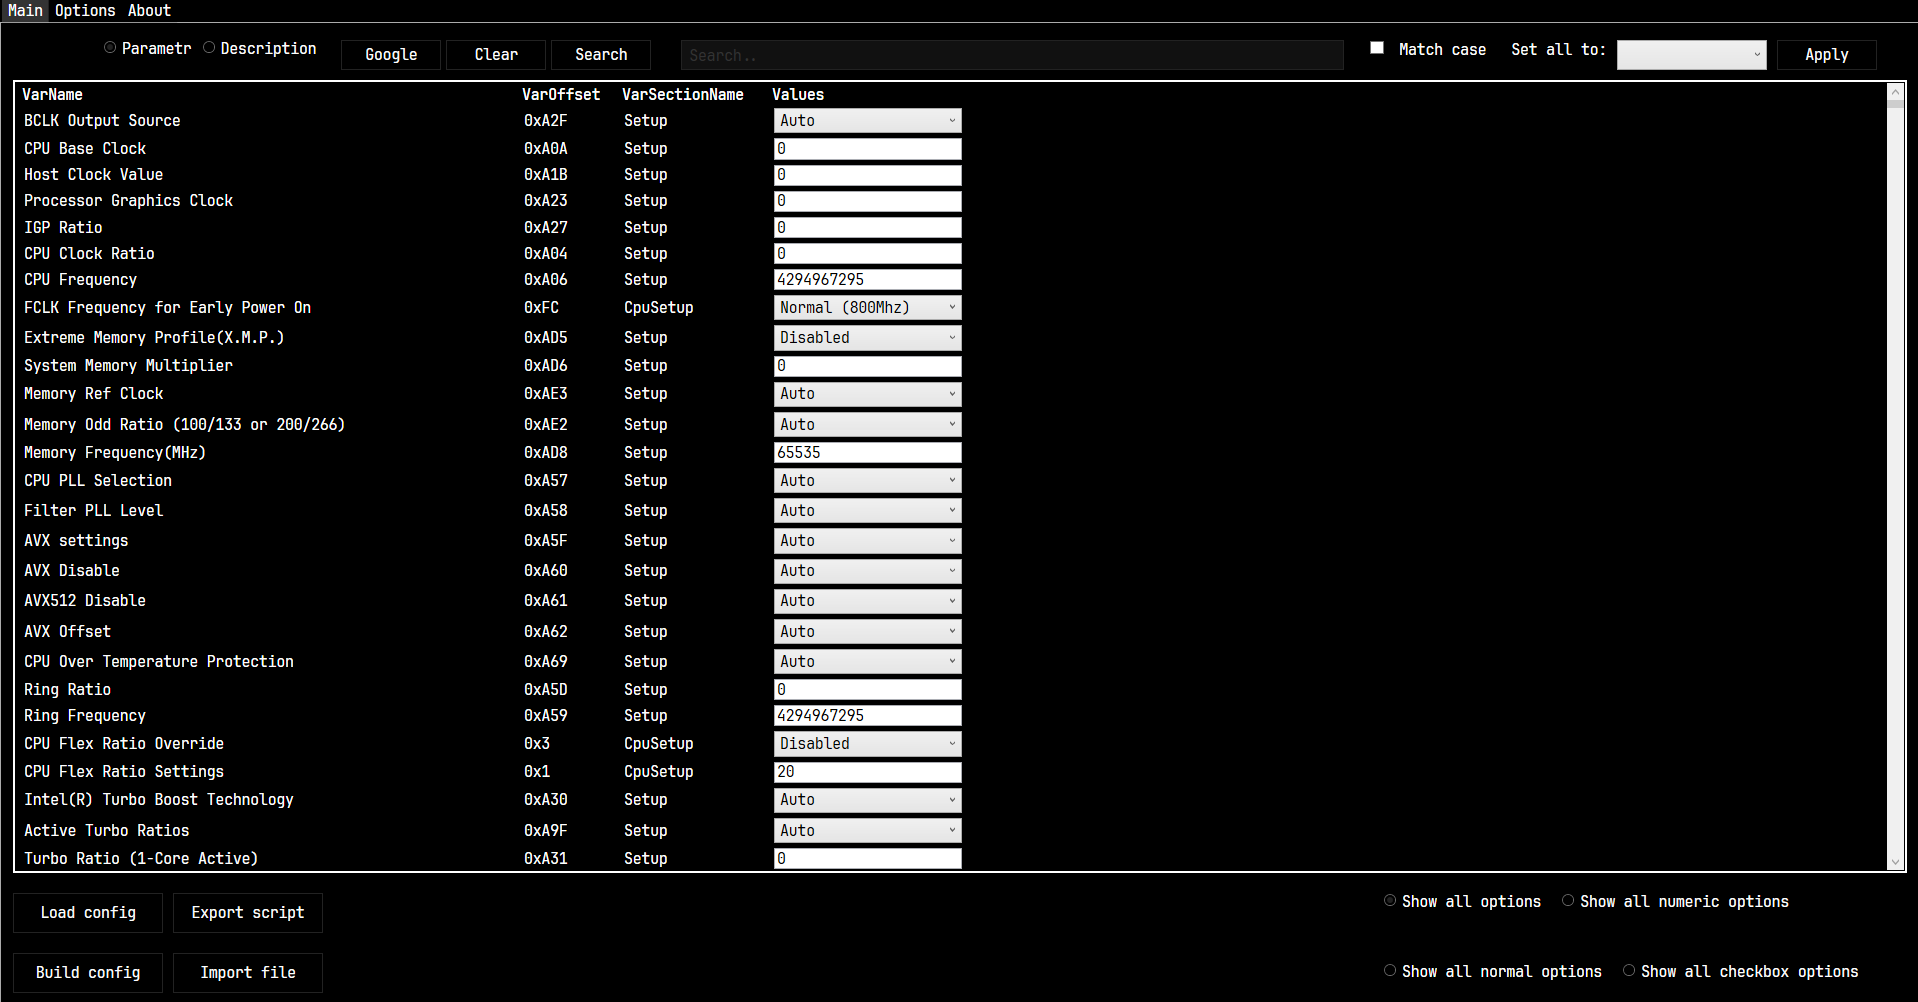 Main Options About
Parametr Description Google Clear Search Search.. Match case Set all to: Apply
VarName VarOffset VarSectionName Values
BCLK Output Source 0xA2F Setup Auto
CPU Base Clock 0xA0A Setup 0
Host Clock Value 0xA1B Setup 0
Processor Graphics Clock 0xA23 Setup 0
IGP Ratio 0xA27 Setup 0
CPU Clock Ratio 0xA04 Setup 0
CPU Frequency 0xA06 Setup 4294967295
FCLK Frequency for Early Power On 0xFC CpuSetup Normal (800Mhz)
Extreme Memory Profile(X.M.P.) 0xAD5 Setup Disabled
System Memory Multiplier 0xAD6 Setup 0
Memory Ref Clock 0xAE3 Setup Auto
Memory Odd Ratio (100/133 or 200/266) 0xAE2 Setup Auto
Memory Frequency(MHz) 0xAD8 Setup 65535
CPU PLL Selection 0xA57 Setup Auto
Filter PLL Level 0xA58 Setup Auto
AVX settings 0xA5F Setup Auto
AVX Disable 0xA60 Setup Auto
AVX512 Disable 0xA61 Setup Auto
AVX Offset 0xA62 Setup Auto
CPU Over Temperature Protection 0xA69 Setup Auto
Ring Ratio 0xA5D Setup 0
Ring Frequency 0xA59 Setup 4294967295
CPU Flex Ratio Override 0x3 CpuSetup Disabled
CPU Flex Ratio Settings 0x1 CpuSetup 20
Intel(R) Turbo Boost Technology 0xA30 Setup Auto
Active Turbo Ratios 0xA9F Setup Auto
Turbo Ratio (1-Core Active) 0xA31 Setup 0
Load config Export script Show all options Show all numeric options
Build config Import file Show all normal options Show all checkbox options